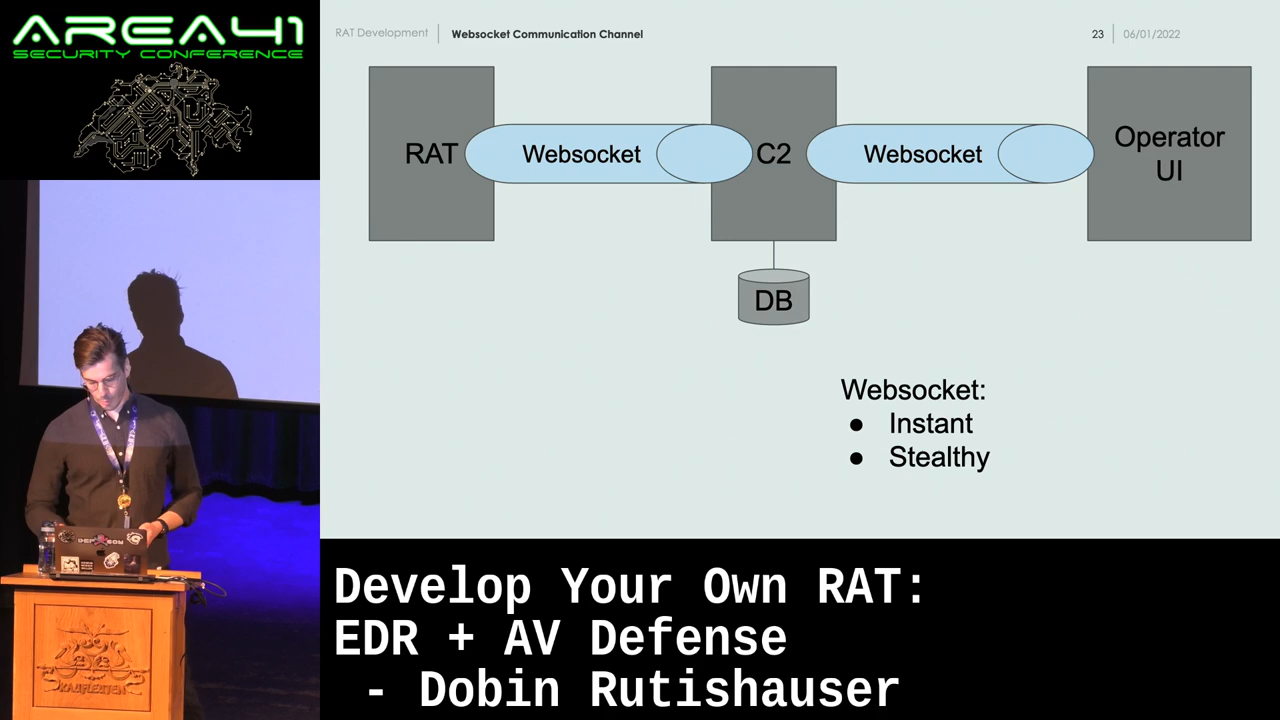 AREA41
SECURITY CONFERENCE
RAT Development
Websocket Communication Channel
23
06/01/2022
RAT
Websocket
C2
Websocket
Operator
UI
DB
Websocket:
● Instant
● Stealthy
Develop Your Own RAT:
EDR + AV Defense
- Dobin Rutishauser
KAUFLEUTEN